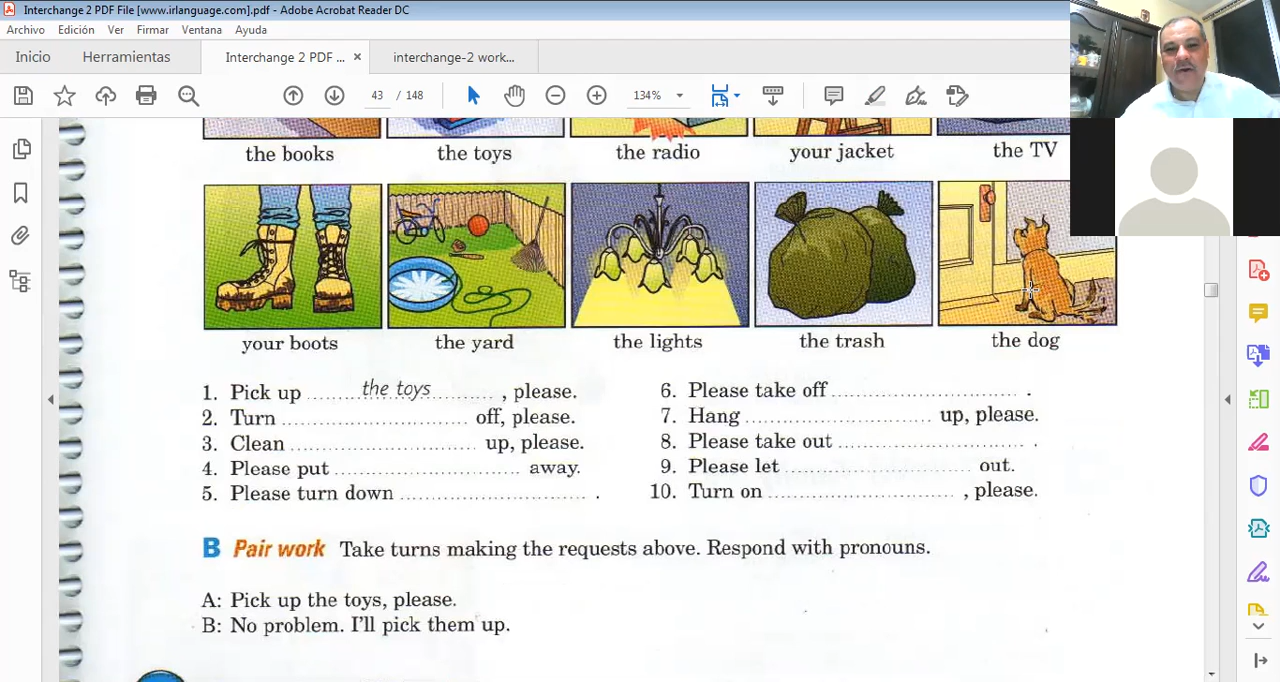 Interchange 2 PDF File [www.irlanguage.com].pdf - Adobe Acrobat Reader DC
Archivo Edición Ver Firmar Ventana Ayuda
Inicio Herramientas Interchange 2 PDF ... × interchange-2 work...
43 / 148 134%
the books the toys the radio your jacket the TV
your boots the yard the lights the trash the dog
1. Pick up the toys, please.
2. Turn ........ off, please.
3. Clean ........ up, please.
4. Please put ........ away.
5. Please turn down ........ .
6. Please take off ........ .
7. Hang ........ up, please.
8. Please take out ........ .
9. Please let ........ out.
10. Turn on ........ , please.
B Pair work Take turns making the requests above. Respond with pronouns.
A: Pick up the toys, please.
B: No problem. I'll pick them up.